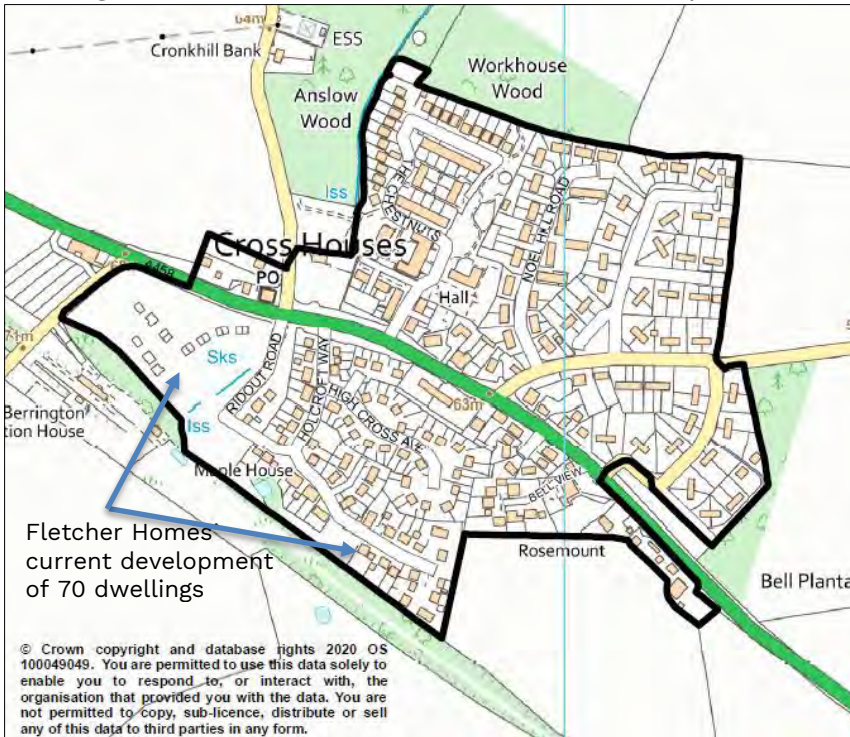 64m
ESS
Cronkhill Bank
Workhouse
Wood
Anslow
Wood
Iss
THE CHESTNUTS
NOEL HILL ROAD
Cross Houses
PO
A458
Hall
71m
Sks
RIDOUT ROAD
HOLCROFT WAY
HIGH CROSS AVE
63m
Iss
Berrington
tion House
Maple House
BELL VIEW
Rosemount
Bell Planta
Fletcher Homes'
current development
of 70 dwellings
© Crown copyright and database rights 2020 OS
100049049. You are permitted to use this data solely to
enable you to respond to, or interact with, the
organisation that provided you with the data. You are
not permitted to copy, sub-licence, distribute or sell
any of this data to third parties in any form.